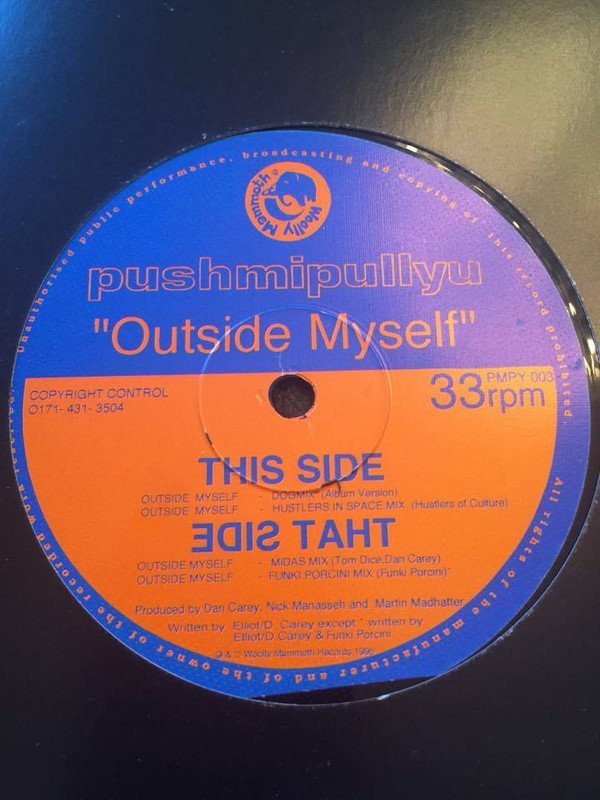 Unauthorised public performance, broadcasting and copying of this record prohibited.
All rights of the manufacturer and of the owner of the recorded work reserved.
Woolly Mammoth
pushmipullyu
"Outside Myself"
COPYRIGHT CONTROL
0171- 431- 3504
PMPY 003
33rpm
THIS SIDE
OUTSIDE MYSELF - DOGMIX (Album Version)
OUTSIDE MYSELF - HUSTLERS IN SPACE MIX (Hustlers of Culture)
THAT SIDE
OUTSIDE MYSELF - MIDAS MIX (Tom Dice,Dan Carey)
OUTSIDE MYSELF - FUNKI PORCINI MIX (Funki Porcini)*
Produced by Dan Carey, Nick Manasseh and Martin Madhatter
Written by Elliot/D. Carey except * written by
Elliot/D.Carey & Funki Porcini
& Woolly Mammoth Records